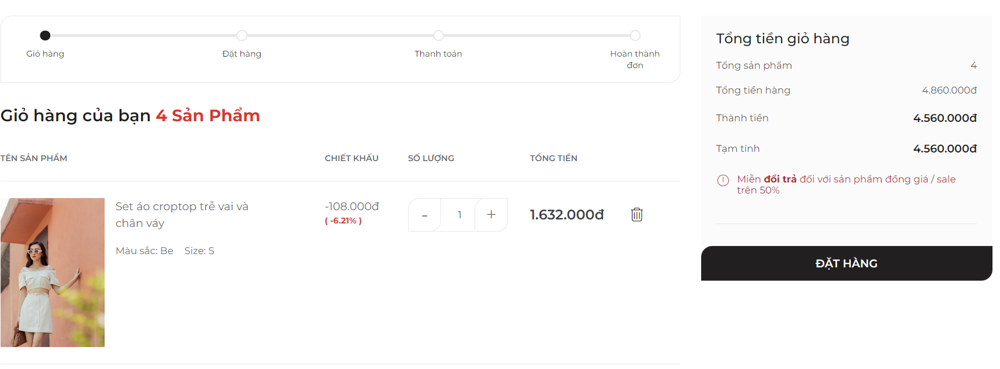 Giỏ hàng
Đặt hàng
Thanh toán
Hoàn thành
đơn
Giỏ hàng của bạn 4 Sản Phẩm
TÊN SẢN PHẨM CHIẾT KHẤU SỐ LƯỢNG TỔNG TIỀN
Set áo croptop trễ vai và
chân váy
Màu sắc: Be Size: S
-108.000đ
( -6.21% )
- 1 +
1.632.000đ
Tổng tiền giỏ hàng
Tổng sản phẩm 4
Tổng tiền hàng 4.860.000đ
Thành tiền 4.560.000đ
Tạm tính 4.560.000đ
Miễn đổi trả đối với sản phẩm đồng giá / sale
trên 50%
ĐẶT HÀNG